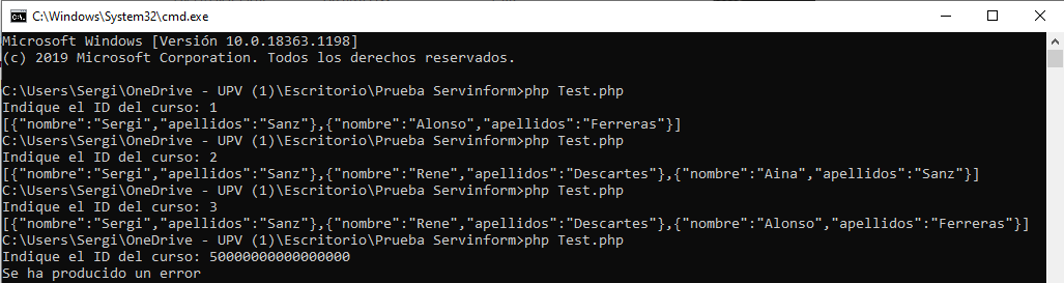 C:\Windows\System32\cmd.exe
Microsoft Windows [Versión 10.0.18363.1198]
(c) 2019 Microsoft Corporation. Todos los derechos reservados.
C:\Users\Sergi\OneDrive - UPV (1)\Escritorio\Prueba Servinform>php Test.php
Indique el ID del curso: 1
[{"nombre":"Sergi","apellidos":"Sanz"},{"nombre":"Alonso","apellidos":"Ferreras"}]
C:\Users\Sergi\OneDrive - UPV (1)\Escritorio\Prueba Servinform>php Test.php
Indique el ID del curso: 2
[{"nombre":"Sergi","apellidos":"Sanz"},{"nombre":"Rene","apellidos":"Descartes"},{"nombre":"Aina","apellidos":"Sanz"}]
C:\Users\Sergi\OneDrive - UPV (1)\Escritorio\Prueba Servinform>php Test.php
Indique el ID del curso: 3
[{"nombre":"Sergi","apellidos":"Sanz"},{"nombre":"Rene","apellidos":"Descartes"},{"nombre":"Alonso","apellidos":"Ferreras"}]
C:\Users\Sergi\OneDrive - UPV (1)\Escritorio\Prueba Servinform>php Test.php
Indique el ID del curso: 50000000000000000
Se ha producido un error